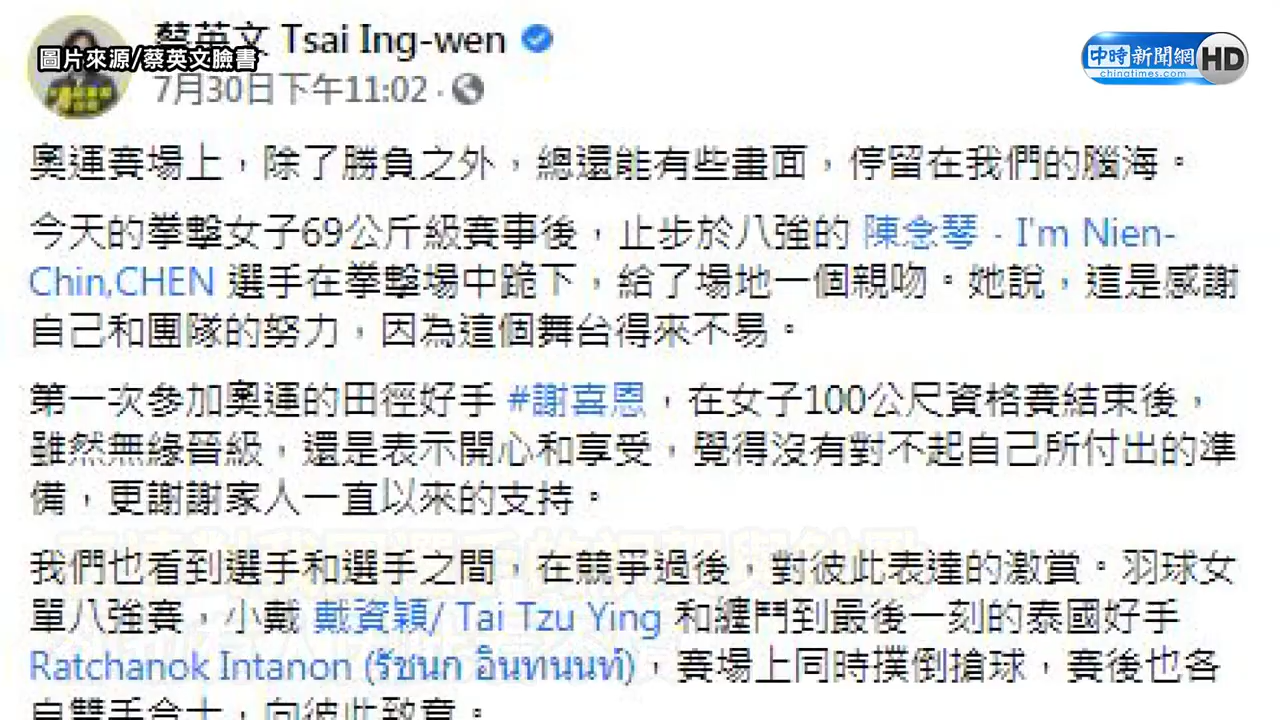 蔡英文 Tsai Ing-wen
圖片來源/蔡英文臉書
7月30日下午11:02
中時新聞網 HD
chinatimes.com
奧運賽場上，除了勝負之外，總還能有些畫面，停留在我們的腦海。
今天的拳擊女子69公斤級賽事後，止步於八強的 陳念琴 - I'm Nien-
Chin,CHEN 選手在拳擊場中跪下，給了場地一個親吻。她說，這是感謝
自己和團隊的努力，因為這個舞台得來不易。
第一次參加奧運的田徑好手 #謝喜恩，在女子100公尺資格賽結束後，
雖然無緣晉級，還是表示開心和享受，覺得沒有對不起自己所付出的準
備，更謝謝家人一直以來的支持。
我們也看到選手和選手之間，在競爭過後，對彼此表達的激賞。羽球女
單八強賽，小戴 戴資穎/ Tai Tzu Ying 和纏鬥到最後一刻的泰國好手
Ratchanok Intanon (รัชนก อินทนนท์)，賽場上同時撲倒搶球，賽後也各
自雙手合十，向彼此致意。